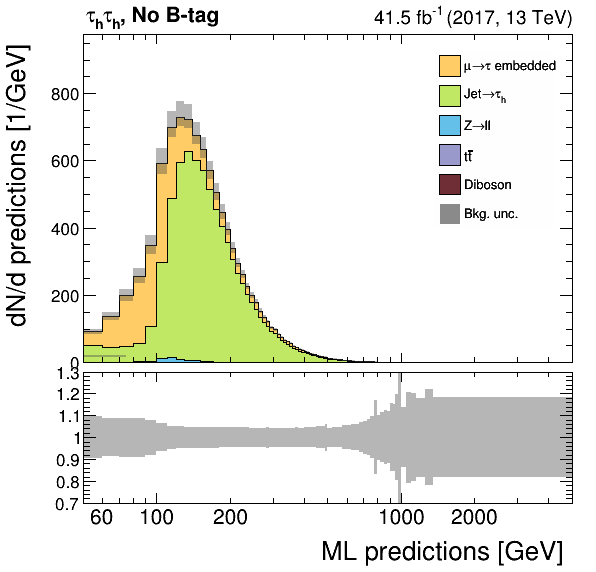 τhτh, No B-tag
41.5 fb-1 (2017, 13 TeV)
dN/d predictions [1/GeV]
800
600
400
200
0
μ→τ embedded
Jet→τh
Z→ll
tt̅
Diboson
Bkg. unc.
1.3
1.2
1.1
1
0.9
0.8
0.7
60 100 200 1000 2000
ML predictions [GeV]